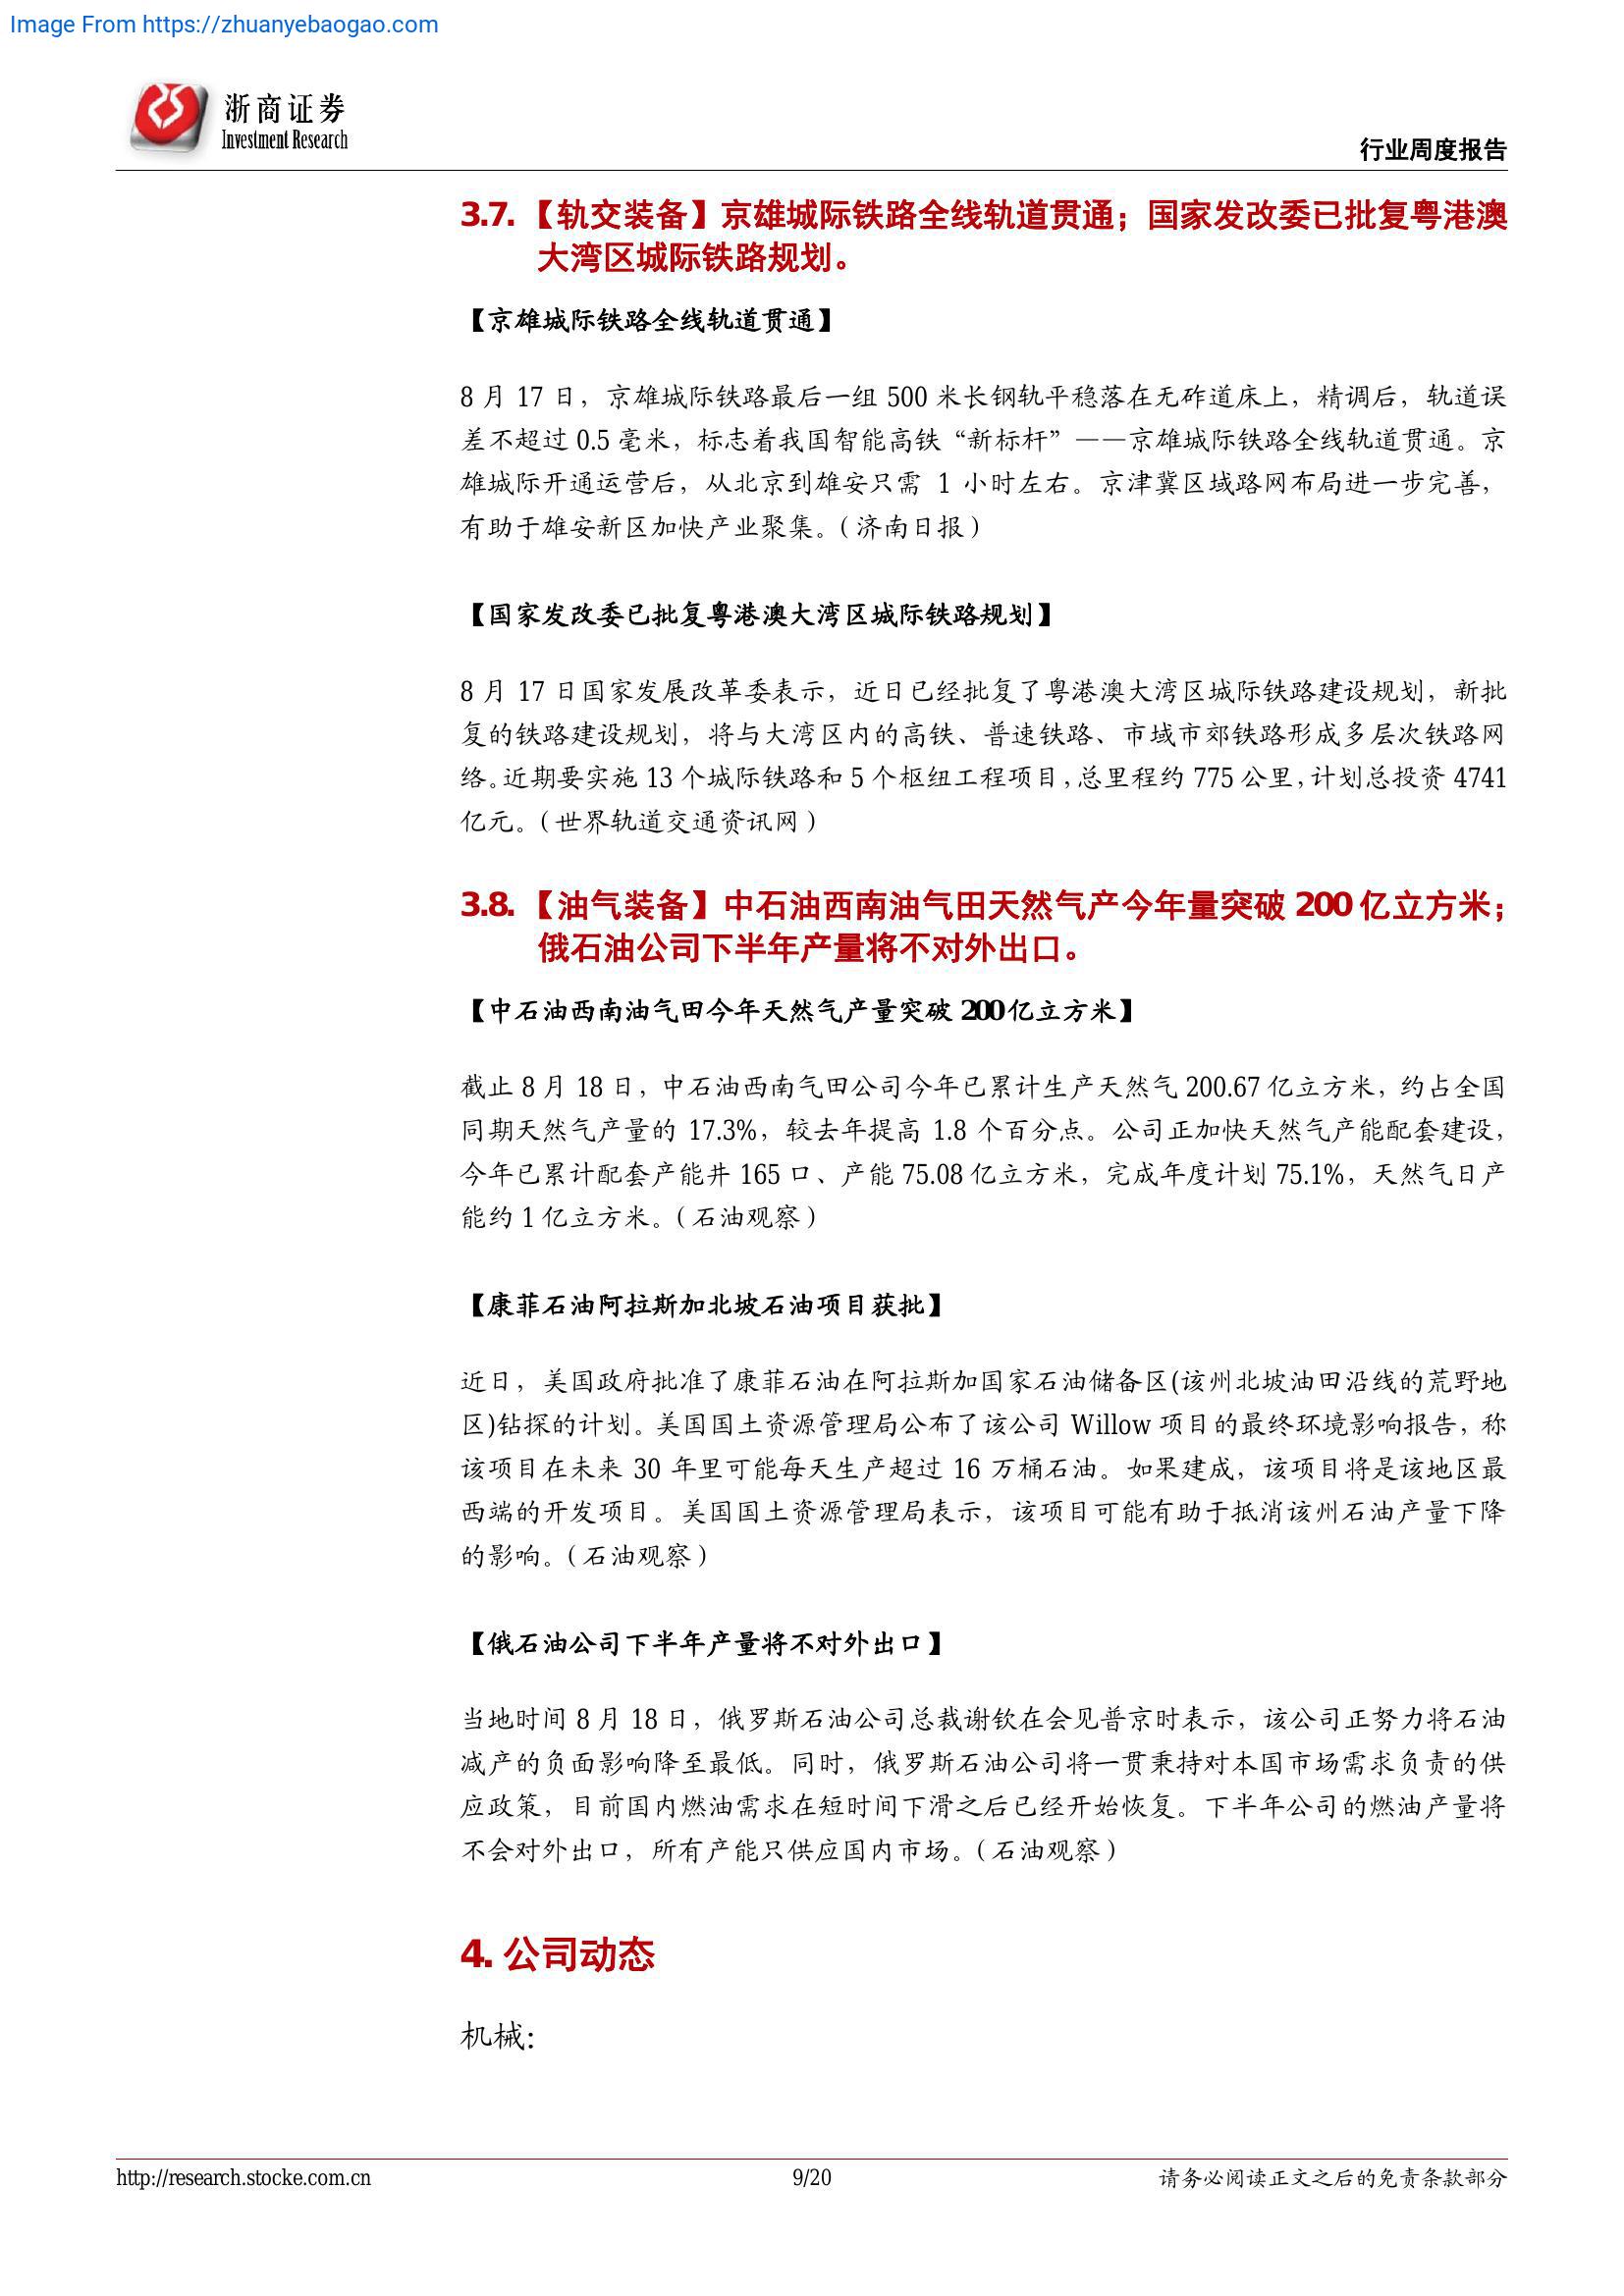 Image From https://zhuanyebaogao.com
浙商证券
Investment Research
行业周度报告
3.7. 【轨交装备】京雄城际铁路全线轨道贯通；国家发改委已批复粤港澳
大湾区城际铁路规划。
【京雄城际铁路全线轨道贯通】
8 月 17 日，京雄城际铁路最后一组 500 米长钢轨平稳落在无砟道床上，精调后，轨道误
差不超过 0.5 毫米，标志着我国智能高铁“新标杆”——京雄城际铁路全线轨道贯通。京
雄城际开通运营后，从北京到雄安只需 1 小时左右。京津冀区域路网布局进一步完善，
有助于雄安新区加快产业聚集。（济南日报）
【国家发改委已批复粤港澳大湾区城际铁路规划】
8 月 17 日国家发展改革委表示，近日已经批复了粤港澳大湾区城际铁路建设规划，新批
复的铁路建设规划，将与大湾区内的高铁、普速铁路、市域市郊铁路形成多层次铁路网
络。近期要实施 13 个城际铁路和 5 个枢纽工程项目，总里程约 775 公里，计划总投资 4741
亿元。（世界轨道交通资讯网）
3.8. 【油气装备】中石油西南油气田天然气产今年量突破 200 亿立方米；
俄石油公司下半年产量将不对外出口。
【中石油西南油气田今年天然气产量突破 200 亿立方米】
截止 8 月 18 日，中石油西南气田公司今年已累计生产天然气 200.67 亿立方米，约占全国
同期天然气产量的 17.3%，较去年提高 1.8 个百分点。公司正加快天然气产能配套建设，
今年已累计配套产能井 165 口、产能 75.08 亿立方米，完成年度计划 75.1%，天然气日产
能约 1 亿立方米。（石油观察）
【康菲石油阿拉斯加北坡石油项目获批】
近日，美国政府批准了康菲石油在阿拉斯加国家石油储备区(该州北坡油田沿线的荒野地
区)钻探的计划。美国国土资源管理局公布了该公司 Willow 项目的最终环境影响报告，称
该项目在未来 30 年里可能每天生产超过 16 万桶石油。如果建成，该项目将是该地区最
西端的开发项目。美国国土资源管理局表示，该项目可能有助于抵消该州石油产量下降
的影响。（石油观察）
【俄石油公司下半年产量将不对外出口】
当地时间 8 月 18 日，俄罗斯石油公司总裁谢钦在会见普京时表示，该公司正努力将石油
减产的负面影响降至最低。同时，俄罗斯石油公司将一贯秉持对本国市场需求负责的供
应政策，目前国内燃油需求在短时间下滑之后已经开始恢复。下半年公司的燃油产量将
不会对外出口，所有产能只供应国内市场。（石油观察）
4. 公司动态
机械：
http://research.stocke.com.cn
9/20
请务必阅读正文之后的免责条款部分